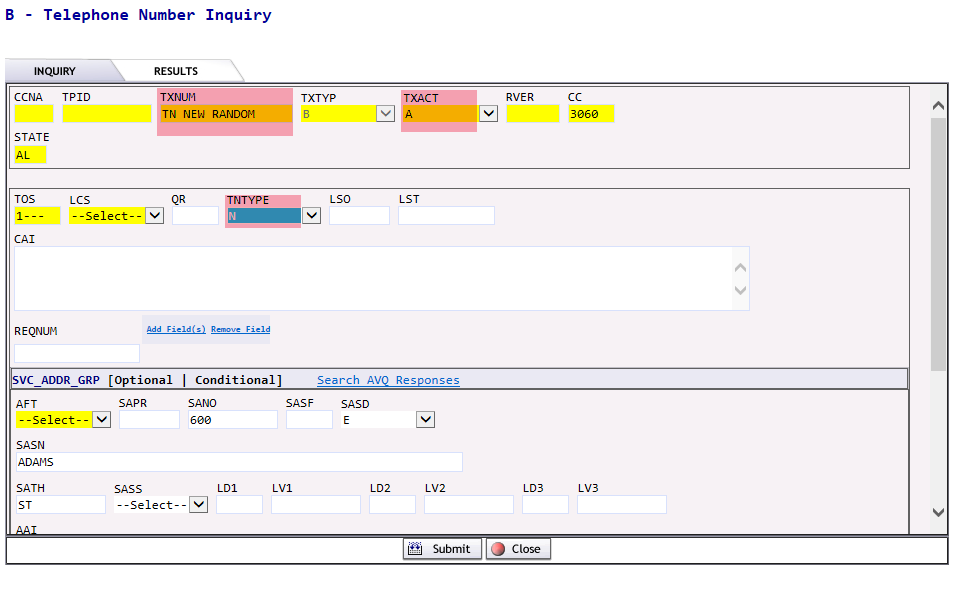 B - Telephone Number Inquiry
INQUIRY RESULTS
CCNA TPID TXNUM TXTYP TXACT RVER CC
TN NEW RANDOM B A 3060
STATE
AL
TOS LCS QR TNTYPE LSO LST
1--- --Select-- N
CAI
REQNUM Add Field(s) Remove Field
SVC_ADDR_GRP [Optional | Conditional] Search AVQ Responses
AFT SAPR SANO SASF SASD
--Select-- 600 E
SASN
ADAMS
SATH SASS LD1 LV1 LD2 LV2 LD3 LV3
ST --Select--
AAI
Submit Close